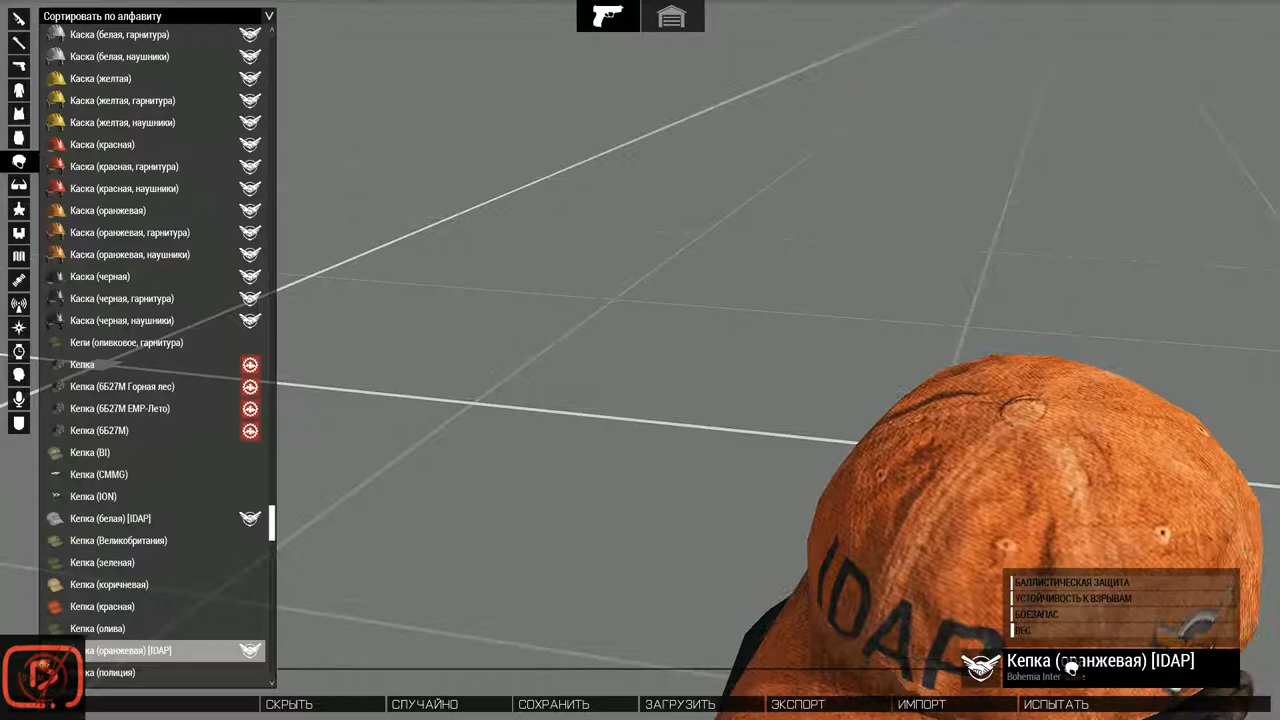 Сортировать по алфавиту
Каска (белая, гарнитура)
Каска (белая, наушники)
Каска (желтая)
Каска (желтая, гарнитура)
Каска (желтая, наушники)
Каска (красная)
Каска (красная, гарнитура)
Каска (красная, наушники)
Каска (оранжевая)
Каска (оранжевая, гарнитура)
Каска (оранжевая, наушники)
Каска (черная)
Каска (черная, гарнитура)
Каска (черная, наушники)
Кепи (оливковое, гарнитура)
Кепка
Кепка (6Б27М Горная лес)
Кепка (6Б27М ЕМР-Лето)
Кепка (6Б27М)
Кепка (BI)
Кепка (CMMG)
Кепка (ION)
Кепка (белая) [IDAP]
Кепка (Великобритания)
Кепка (зеленая)
Кепка (коричневая)
Кепка (красная)
Кепка (олива)
ка (оранжевая) [IDAP]
ка (полиция)
IDAP
БАЛЛИСТИЧЕСКАЯ ЗАЩИТА
УСТОЙЧИВОСТЬ К ВЗРЫВАМ
БОЕЗАПАС
ВЕС
Кепка (оранжевая) [IDAP]
Bohemia Inter
СКРЫТЬ
СЛУЧАЙНО
СОХРАНИТЬ
ЗАГРУЗИТЬ
ЭКСПОРТ
ИМПОРТ
ИСПЫТАТЬ